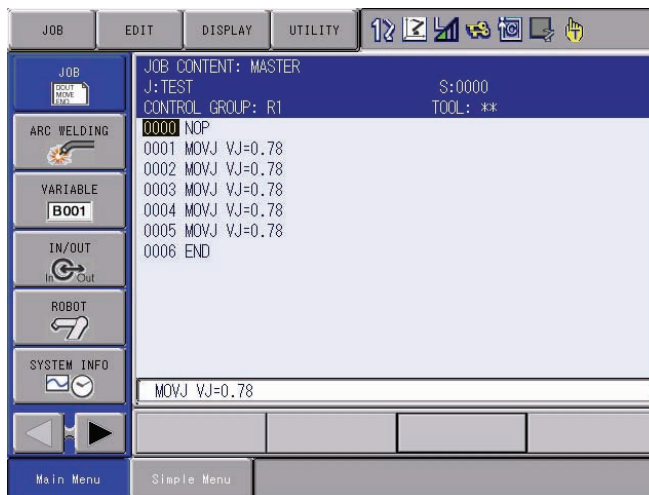 JOB EDIT DISPLAY UTILITY
JOB
DOUT
MOVE
END
ARC WELDING
VARIABLE
B001
IN/OUT
In Out
ROBOT
SYSTEM INFO
JOB CONTENT: MASTER
J:TEST S:0000
CONTROL GROUP: R1 TOOL: **
0000 NOP
0001 MOVJ VJ=0.78
0002 MOVJ VJ=0.78
0003 MOVJ VJ=0.78
0004 MOVJ VJ=0.78
0005 MOVJ VJ=0.78
0006 END
MOVJ VJ=0.78
Main Menu Simple Menu